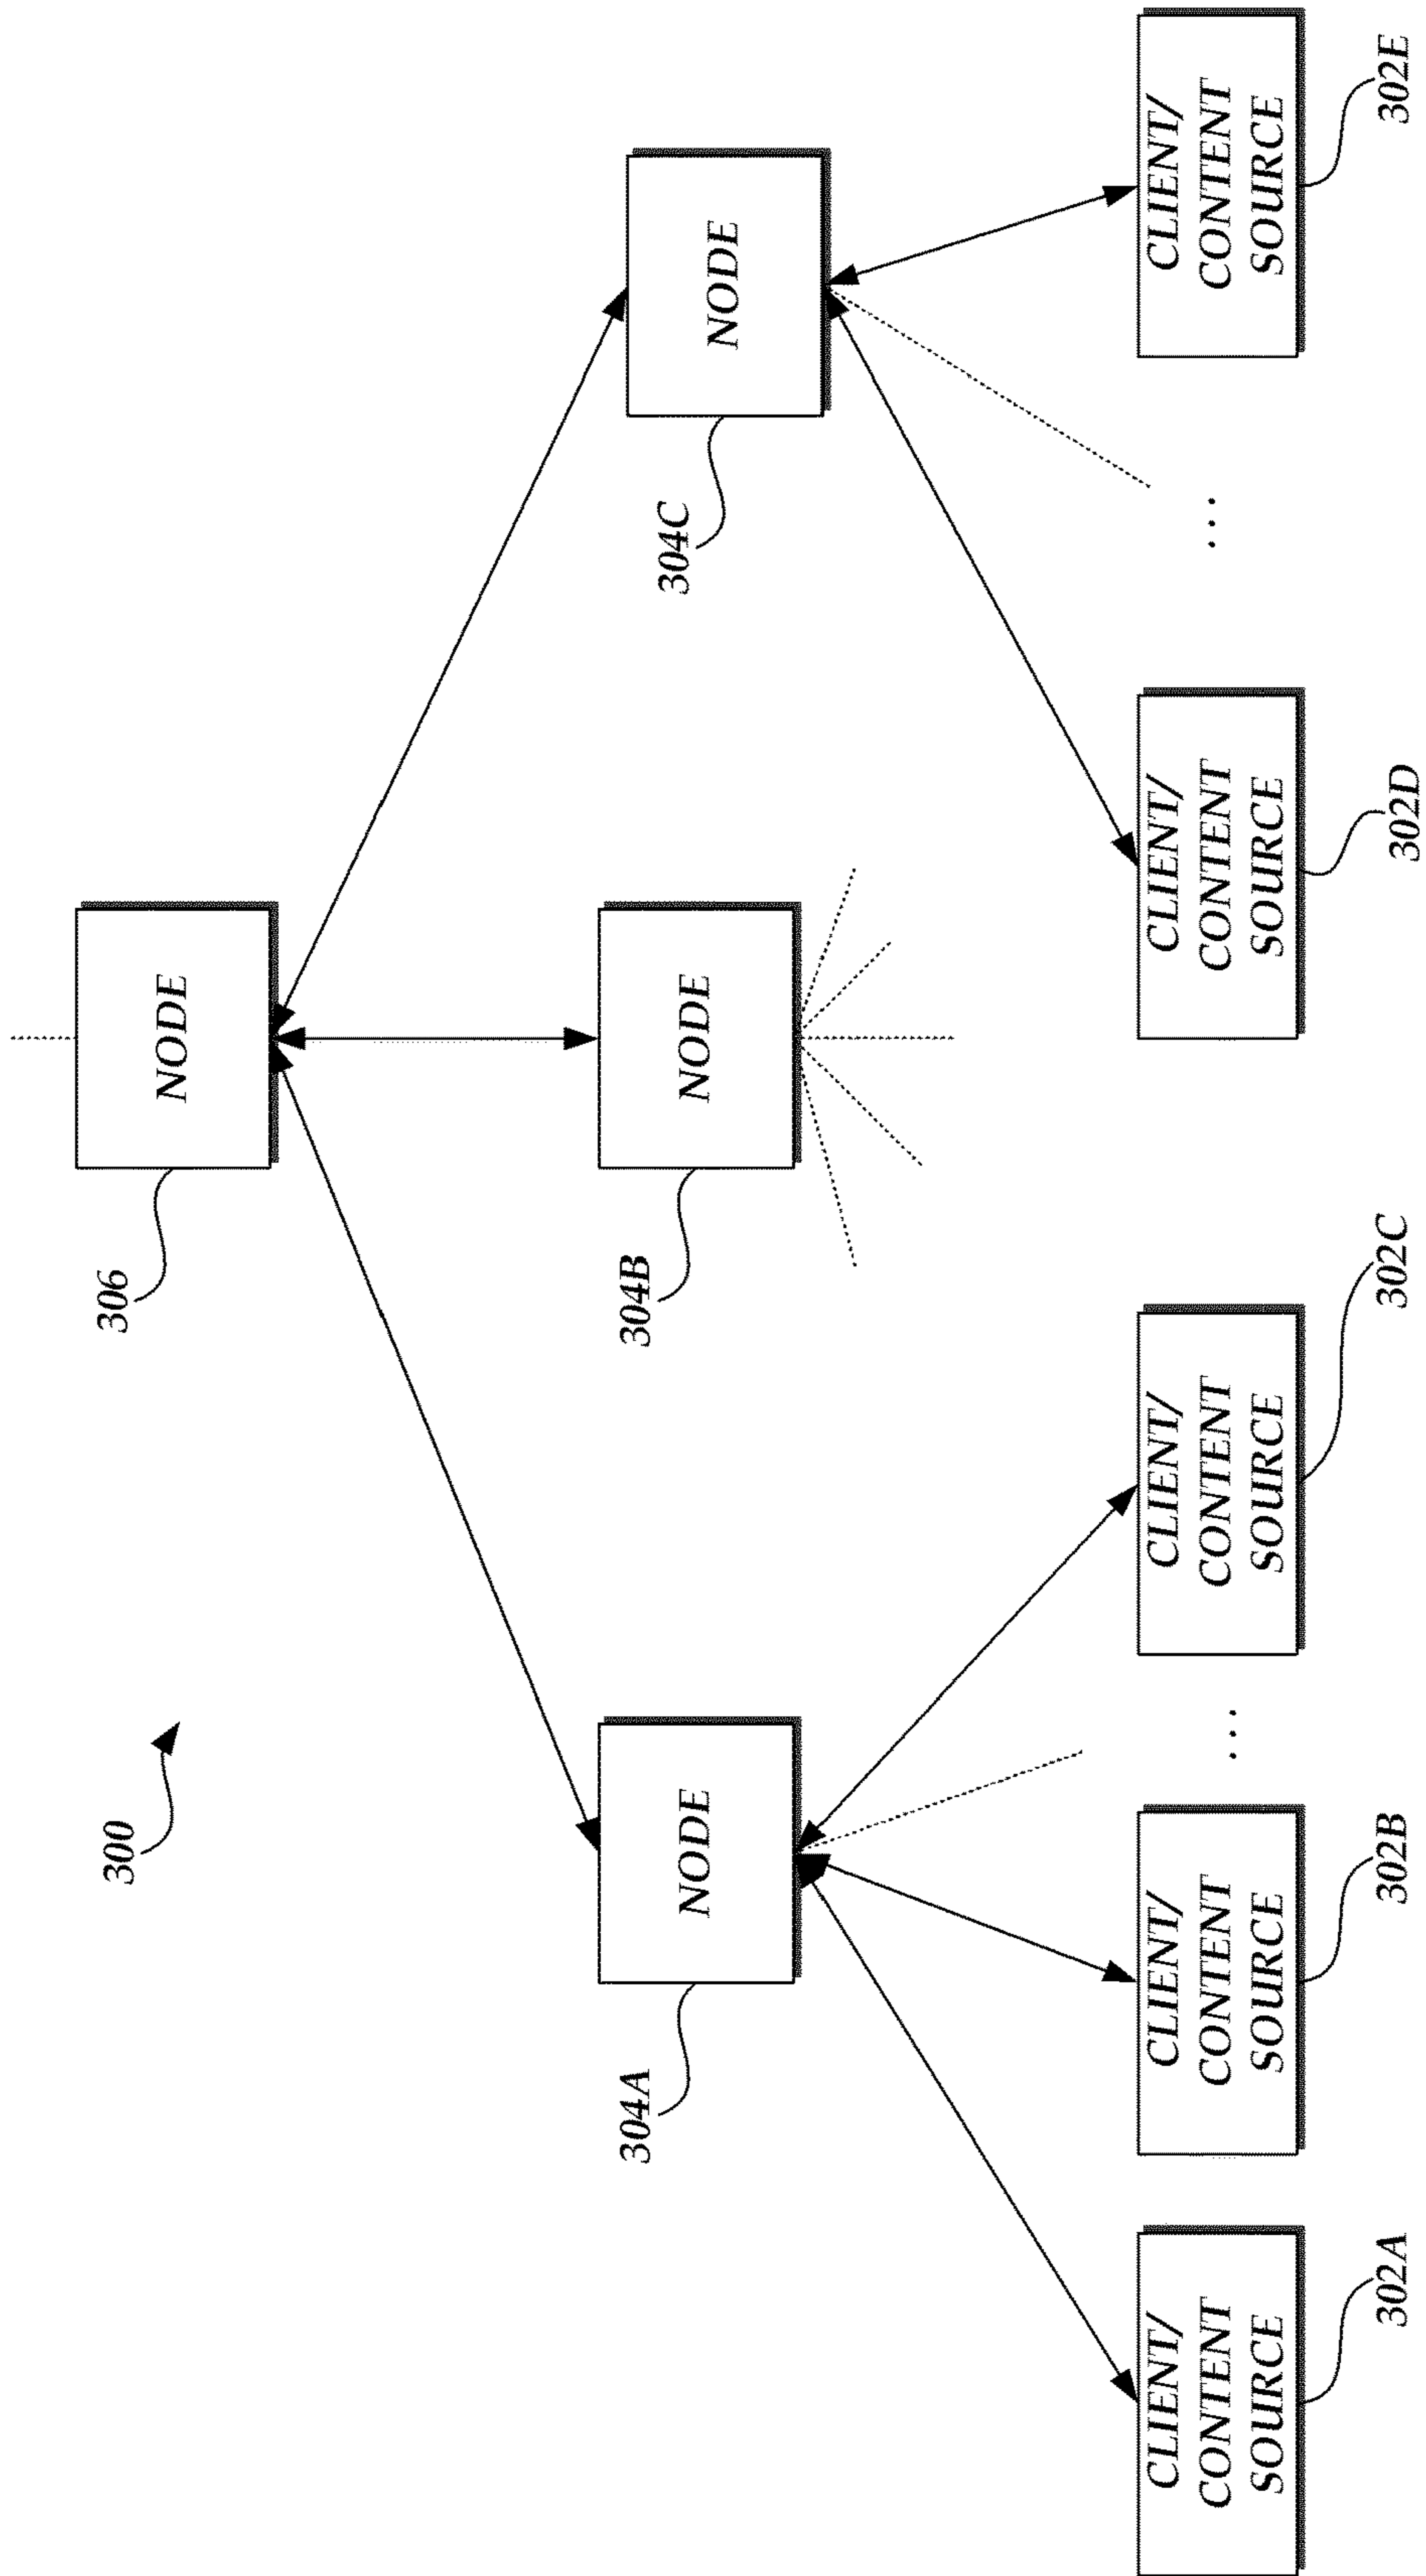 300
306
NODE
304A
NODE
304B
NODE
304C
NODE
CLIENT/
CONTENT
SOURCE
302A
CLIENT/
CONTENT
SOURCE
302B
...
CLIENT/
CONTENT
SOURCE
302C
CLIENT/
CONTENT
SOURCE
302D
...
CLIENT/
CONTENT
SOURCE
302E